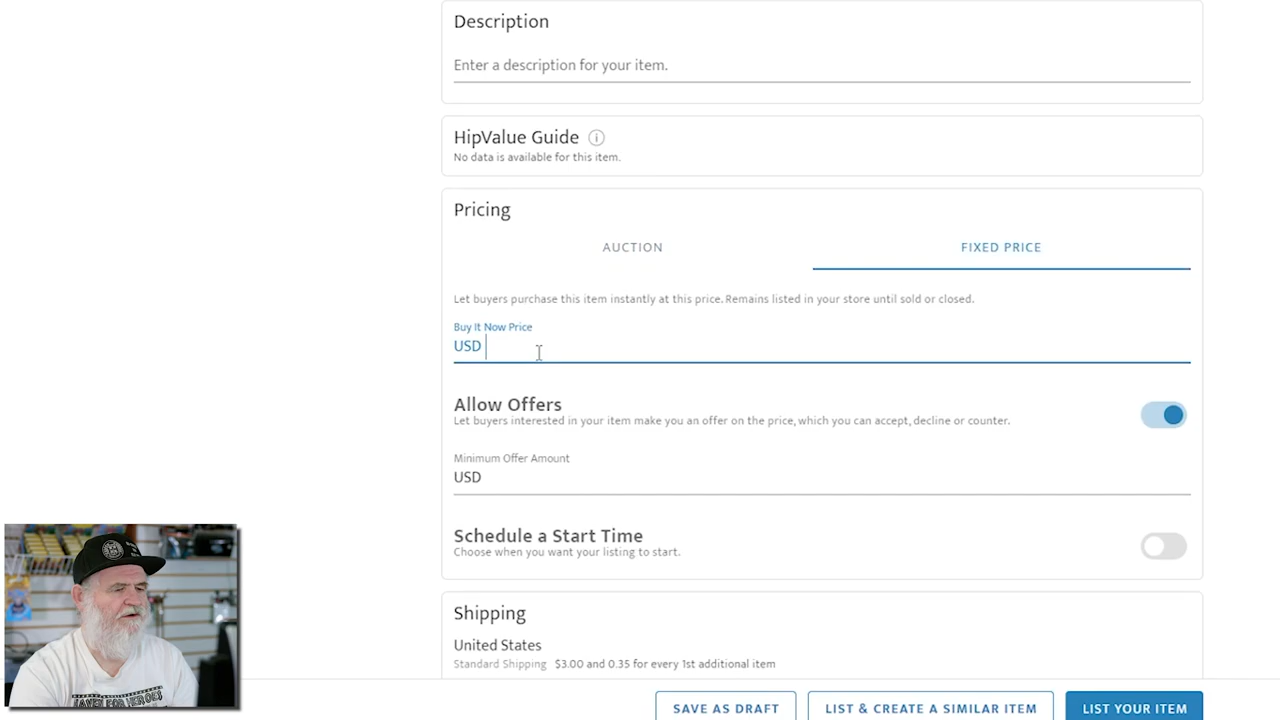 Description
Enter a description for your item.
HipValue Guide
No data is available for this item.
Pricing
AUCTION
FIXED PRICE
Let buyers purchase this item instantly at this price. Remains listed in your store until sold or closed.
Buy It Now Price
USD
Allow Offers
Let buyers interested in your item make you an offer on the price, which you can accept, decline or counter.
Minimum Offer Amount
USD
Schedule a Start Time
Choose when you want your listing to start.
Shipping
United States
Standard Shipping $3.00 and 0.35 for every 1st additional item
SAVE AS DRAFT
LIST & CREATE A SIMILAR ITEM
LIST YOUR ITEM